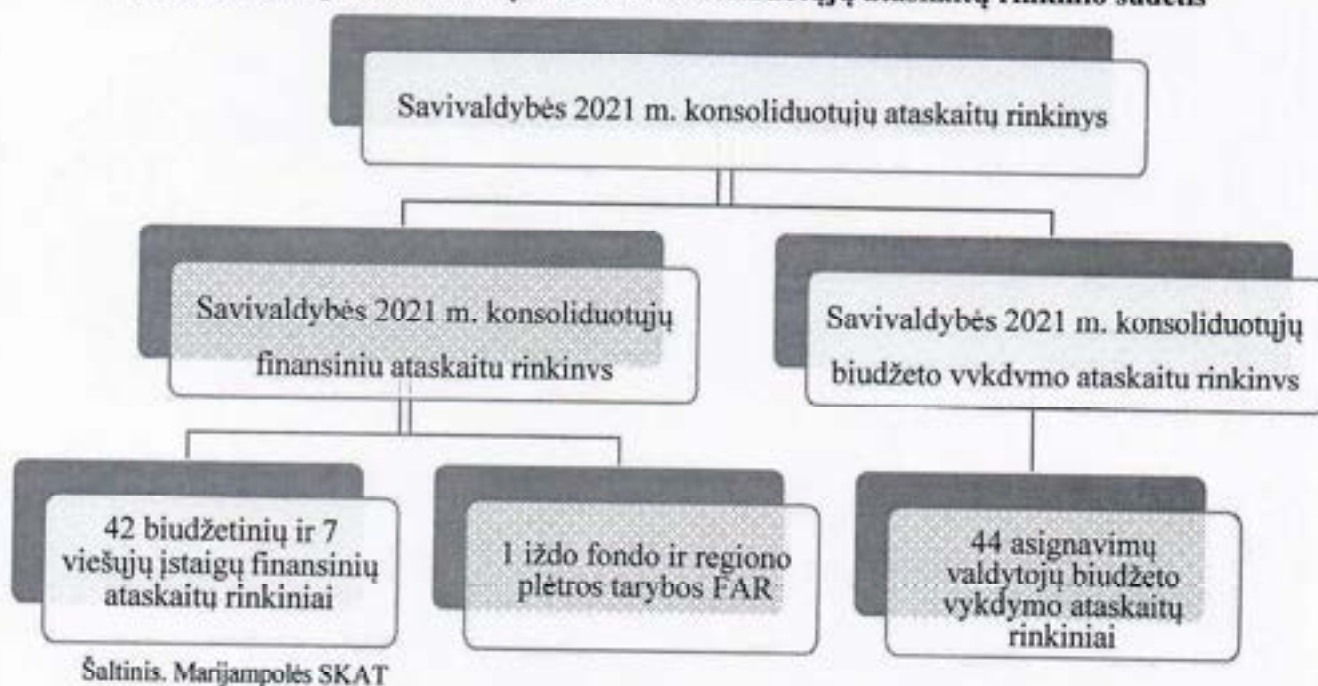 Savivaldybės 2021 m. konsoliduotųjų ataskaitų rinkinys
Savivaldybės 2021 m. konsoliduotųjų
finansiniu ataskaitu rinkinvs
Savivaldybės 2021 m. konsoliduotųjų
biudžeto vvkdvmo ataskaitu rinkinvs
42 biudžetinių ir 7
viešųjų įstaigų finansinių
ataskaitų rinkiniai
1 iždo fondo ir regiono
plėtros tarybos FAR
44 asignavimų
valdytojų biudžeto
vykdymo ataskaitų
rinkiniai
Šaltinis. Marijampolės SKAT